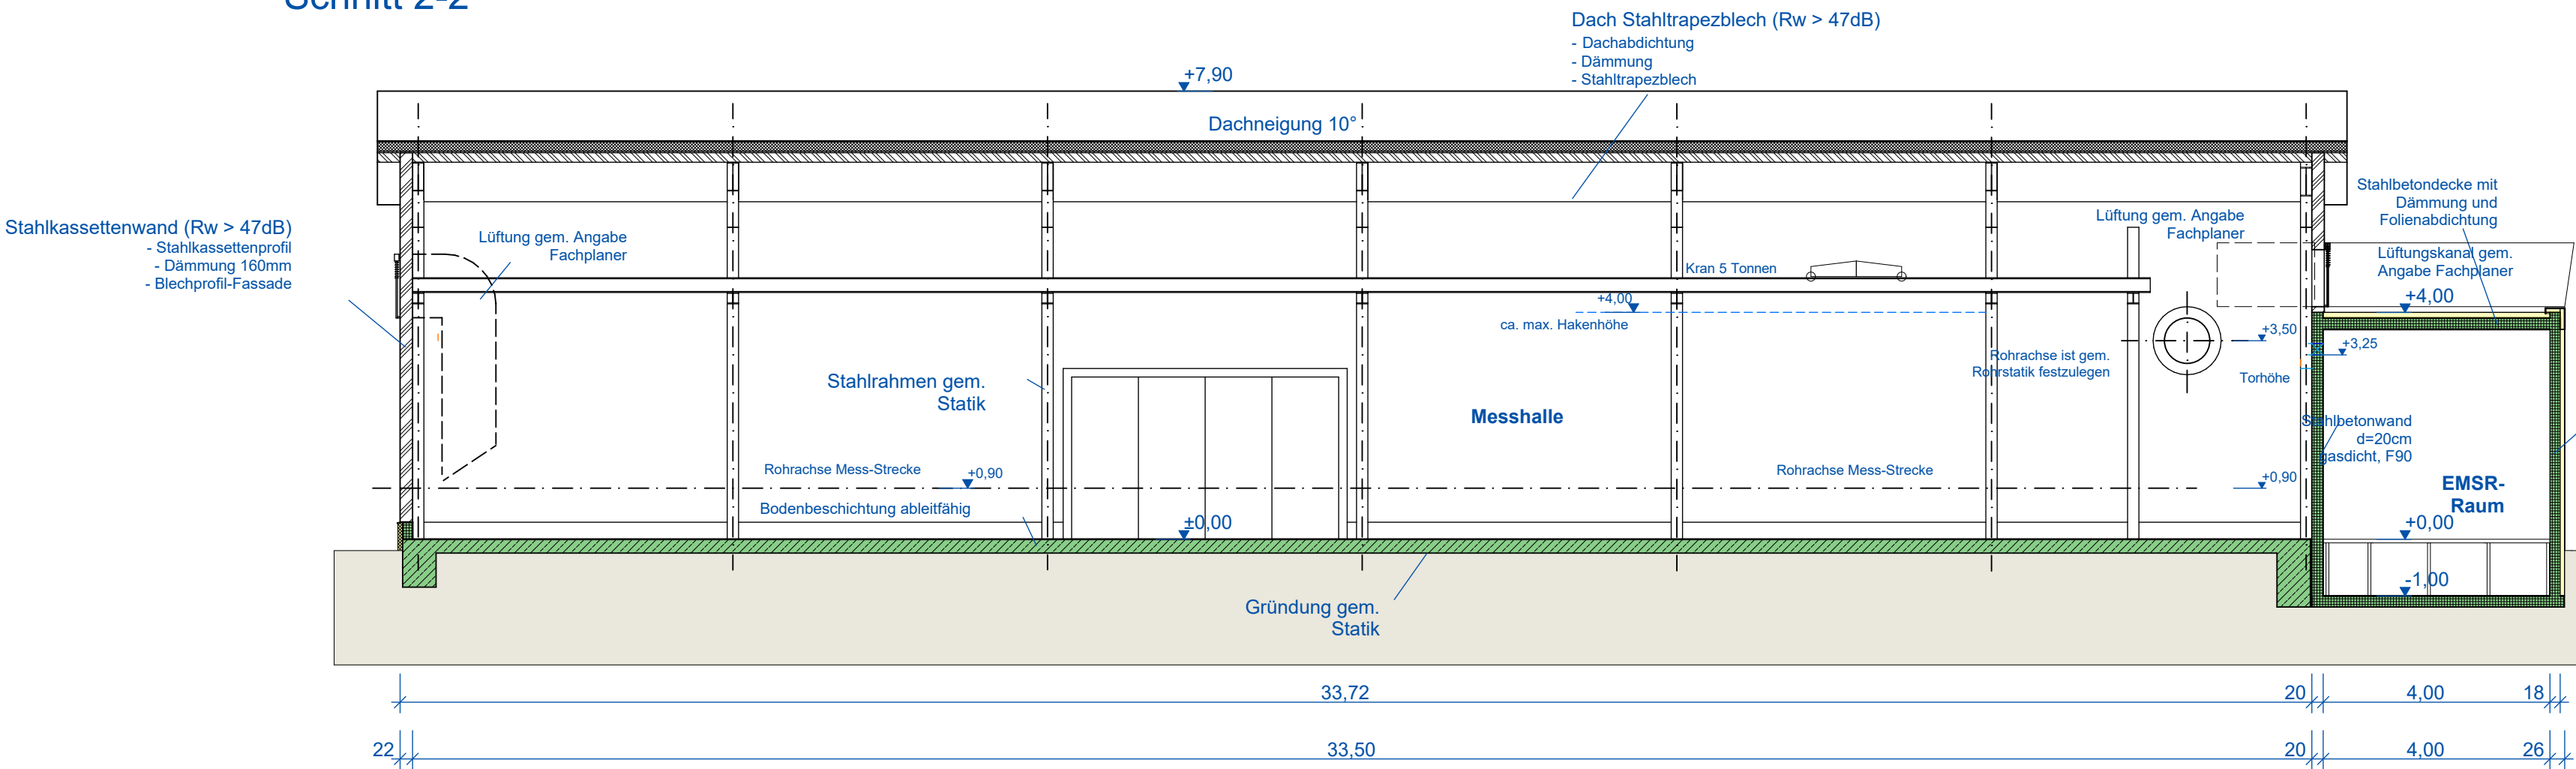 Schnitt 2-2
Dach Stahltrapezblech (Rw > 47dB)
- Dachabdichtung
- Dämmung
- Stahltrapezblech
+7,90
Dachneigung 10°
Stahlkassettenwand (Rw > 47dB)
- Stahlkassettenprofil
- Dämmung 160mm
- Blechprofil-Fassade
Lüftung gem. Angabe
Fachplaner
Kran 5 Tonnen
+4,00
ca. max. Hakenhöhe
Lüftung gem. Angabe
Fachplaner
Stahlbetondecke mit
Dämmung und
Folienabdichtung
Lüftungskanal gem.
Angabe Fachplaner
+4,00
+3,50
+3,25
Rohrachse ist gem.
Rohrstatik festzulegen
Torhöhe
Stahlrahmen gem.
Statik
Messhalle
Stahlbetonwand
d=20cm
gasdicht, F90
Rohrachse Mess-Strecke
+0,90
Rohrachse Mess-Strecke
+0,90
EMSR-
Raum
Bodenbeschichtung ableitfähig
±0,00
+0,00
-1,00
Gründung gem.
Statik
33,72
20
4,00
18
22
33,50
20
4,00
26